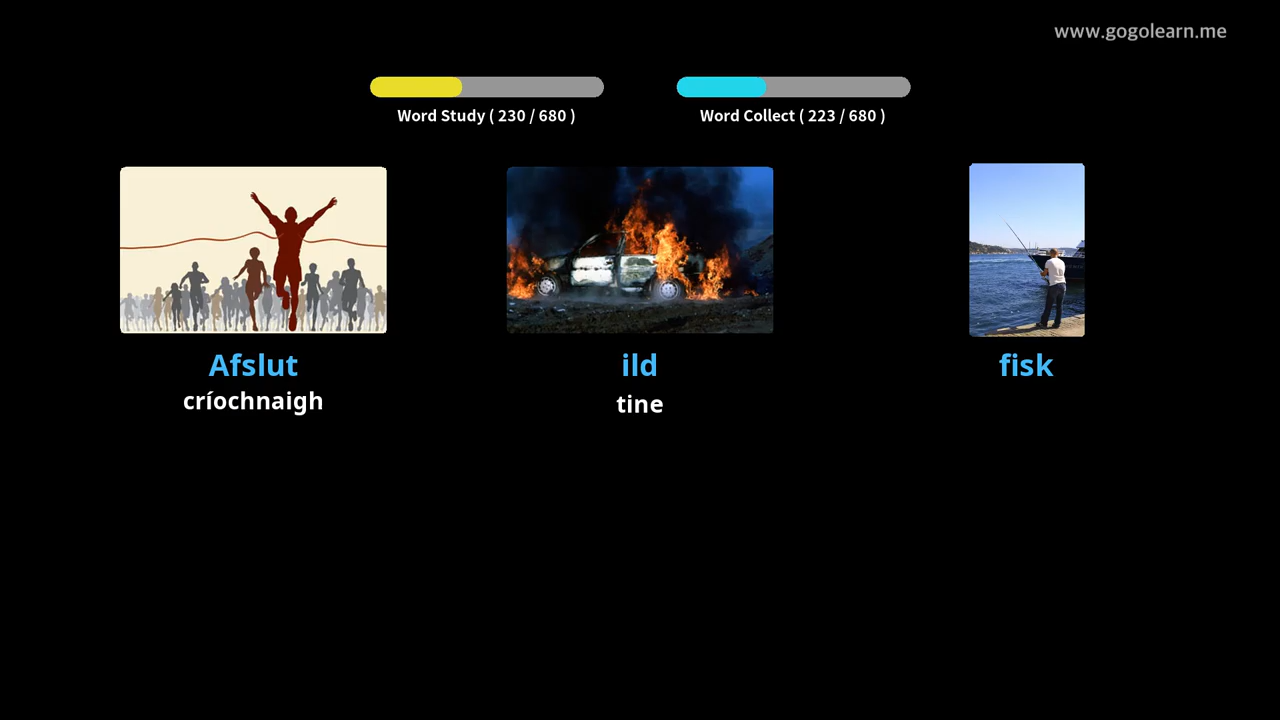 www.gogolearn.me
Word Study ( 230 / 680 )
Word Collect ( 223 / 680 )
Afslut
críochnaigh
ild
tine
fisk